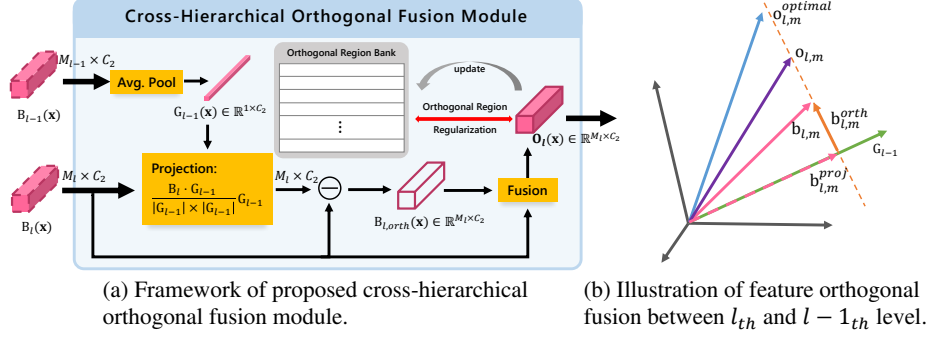 Cross-Hierarchical Orthogonal Fusion Module
M_{l-1} × C_2
Avg. Pool
B_{l-1}(x)
G_{l-1}(x) ∈ ℝ^{1×C_2}
Orthogonal Region Bank
⋮
update
Orthogonal Region
Regularization
O_l(x) ∈ ℝ^{M_l×C_2}
M_l × C_2
B_l(x)
Projection:
\frac{B_l · G_{l-1}}{|G_{l-1}| × |G_{l-1}|} G_{l-1}
M_l × C_2
−
B_{l,orth}(x) ∈ ℝ^{M_l×C_2}
Fusion
(a) Framework of proposed cross-hierarchical
orthogonal fusion module.
o_{l,m}^{optimal}
o_{l,m}
b_{l,m}
b_{l,m}^{orth}
G_{l-1}
b_{l,m}^{proj}
(b) Illustration of feature orthogonal
fusion between l_{th} and l − 1_{th} level.